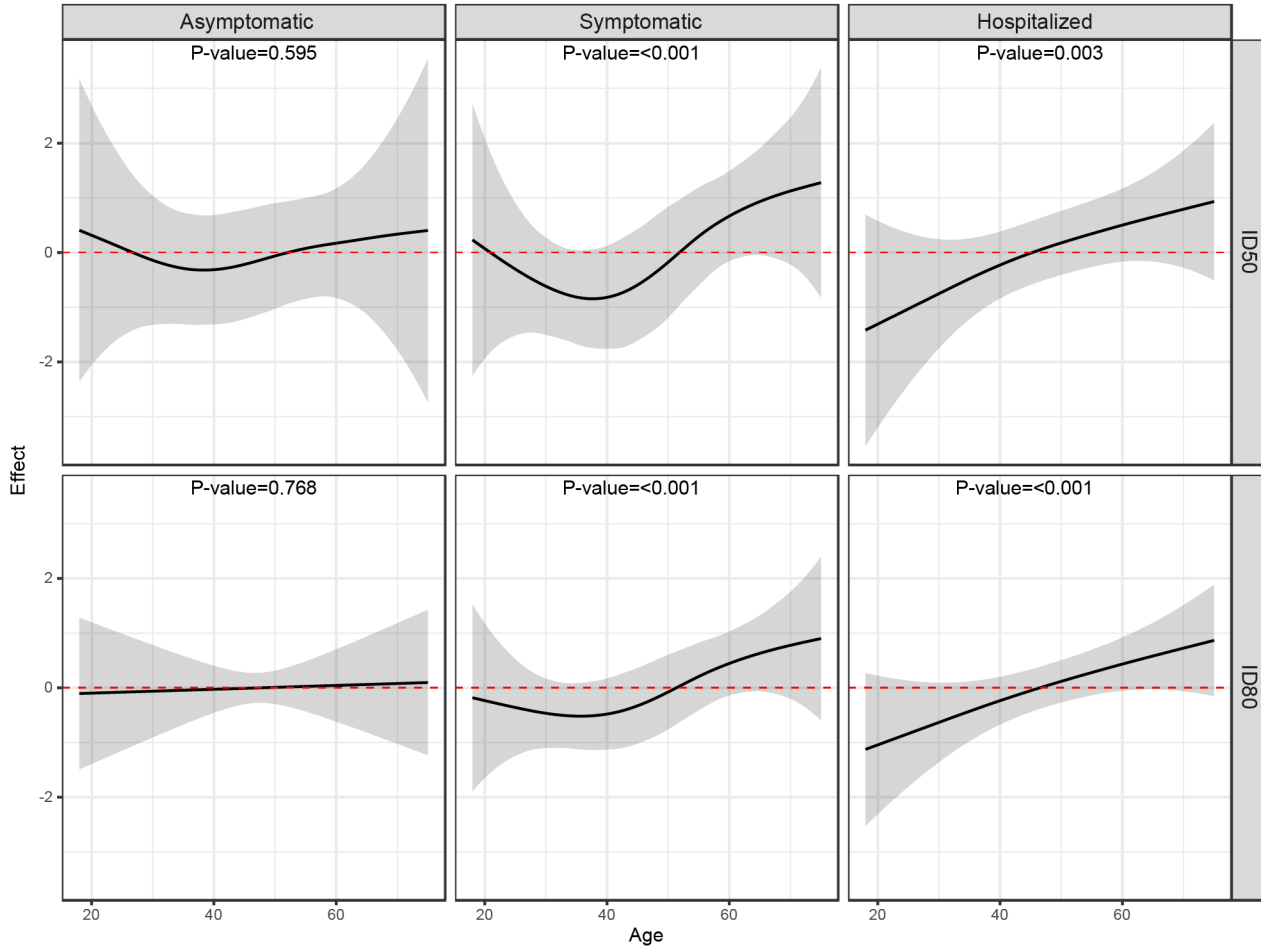 Asymptomatic
Symptomatic
Hospitalized
P-value=0.595
P-value=<0.001
P-value=0.003
ID50
2
0
-2
Effect
P-value=0.768
P-value=<0.001
P-value=<0.001
ID80
2
0
-2
20 40 60
20 40 60
20 40 60
Age